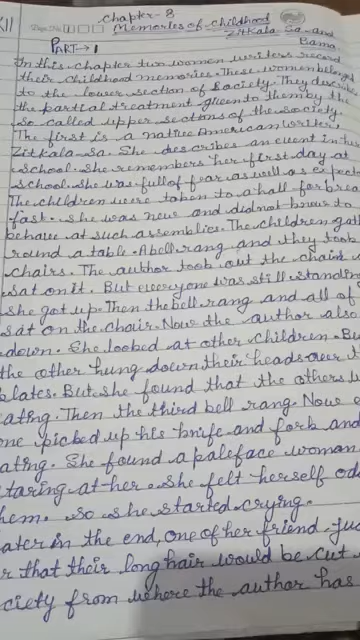 XII
Chapter-8
Memories of Childhood
Zitkala-Sa and
Bama
PART → 1
In this chapter two women writers record
their childhood memories. These women belong
to the lower section of society. They describe
the partial treatment given to them by the
so called upper sections of the society.
The first is a native American writer,
Zitkala-Sa. She describes an event in her
school. She remembers her first day at
school. She was full of fear as well as
The children were taken to a hall for
fast. She was new and did not know to
behave at such assemblies. The children
round a table. A bell rang and they took
chairs. The author took out the chair
sat on it. But everyone was still
she got up. Then the bell rang and all of
sat on the chair. Now the author also
down. She looked at other children. But
the other hung down their heads over
plates. But she found that the others
ating. Then the third bell rang. Now
one picked up his knife and fork and
ating. She found a paleface woman
taring at her. She felt herself
hem. So she started crying.
ater in the end, one of her friend
r that their long hair would be cut
ciety from where the author has